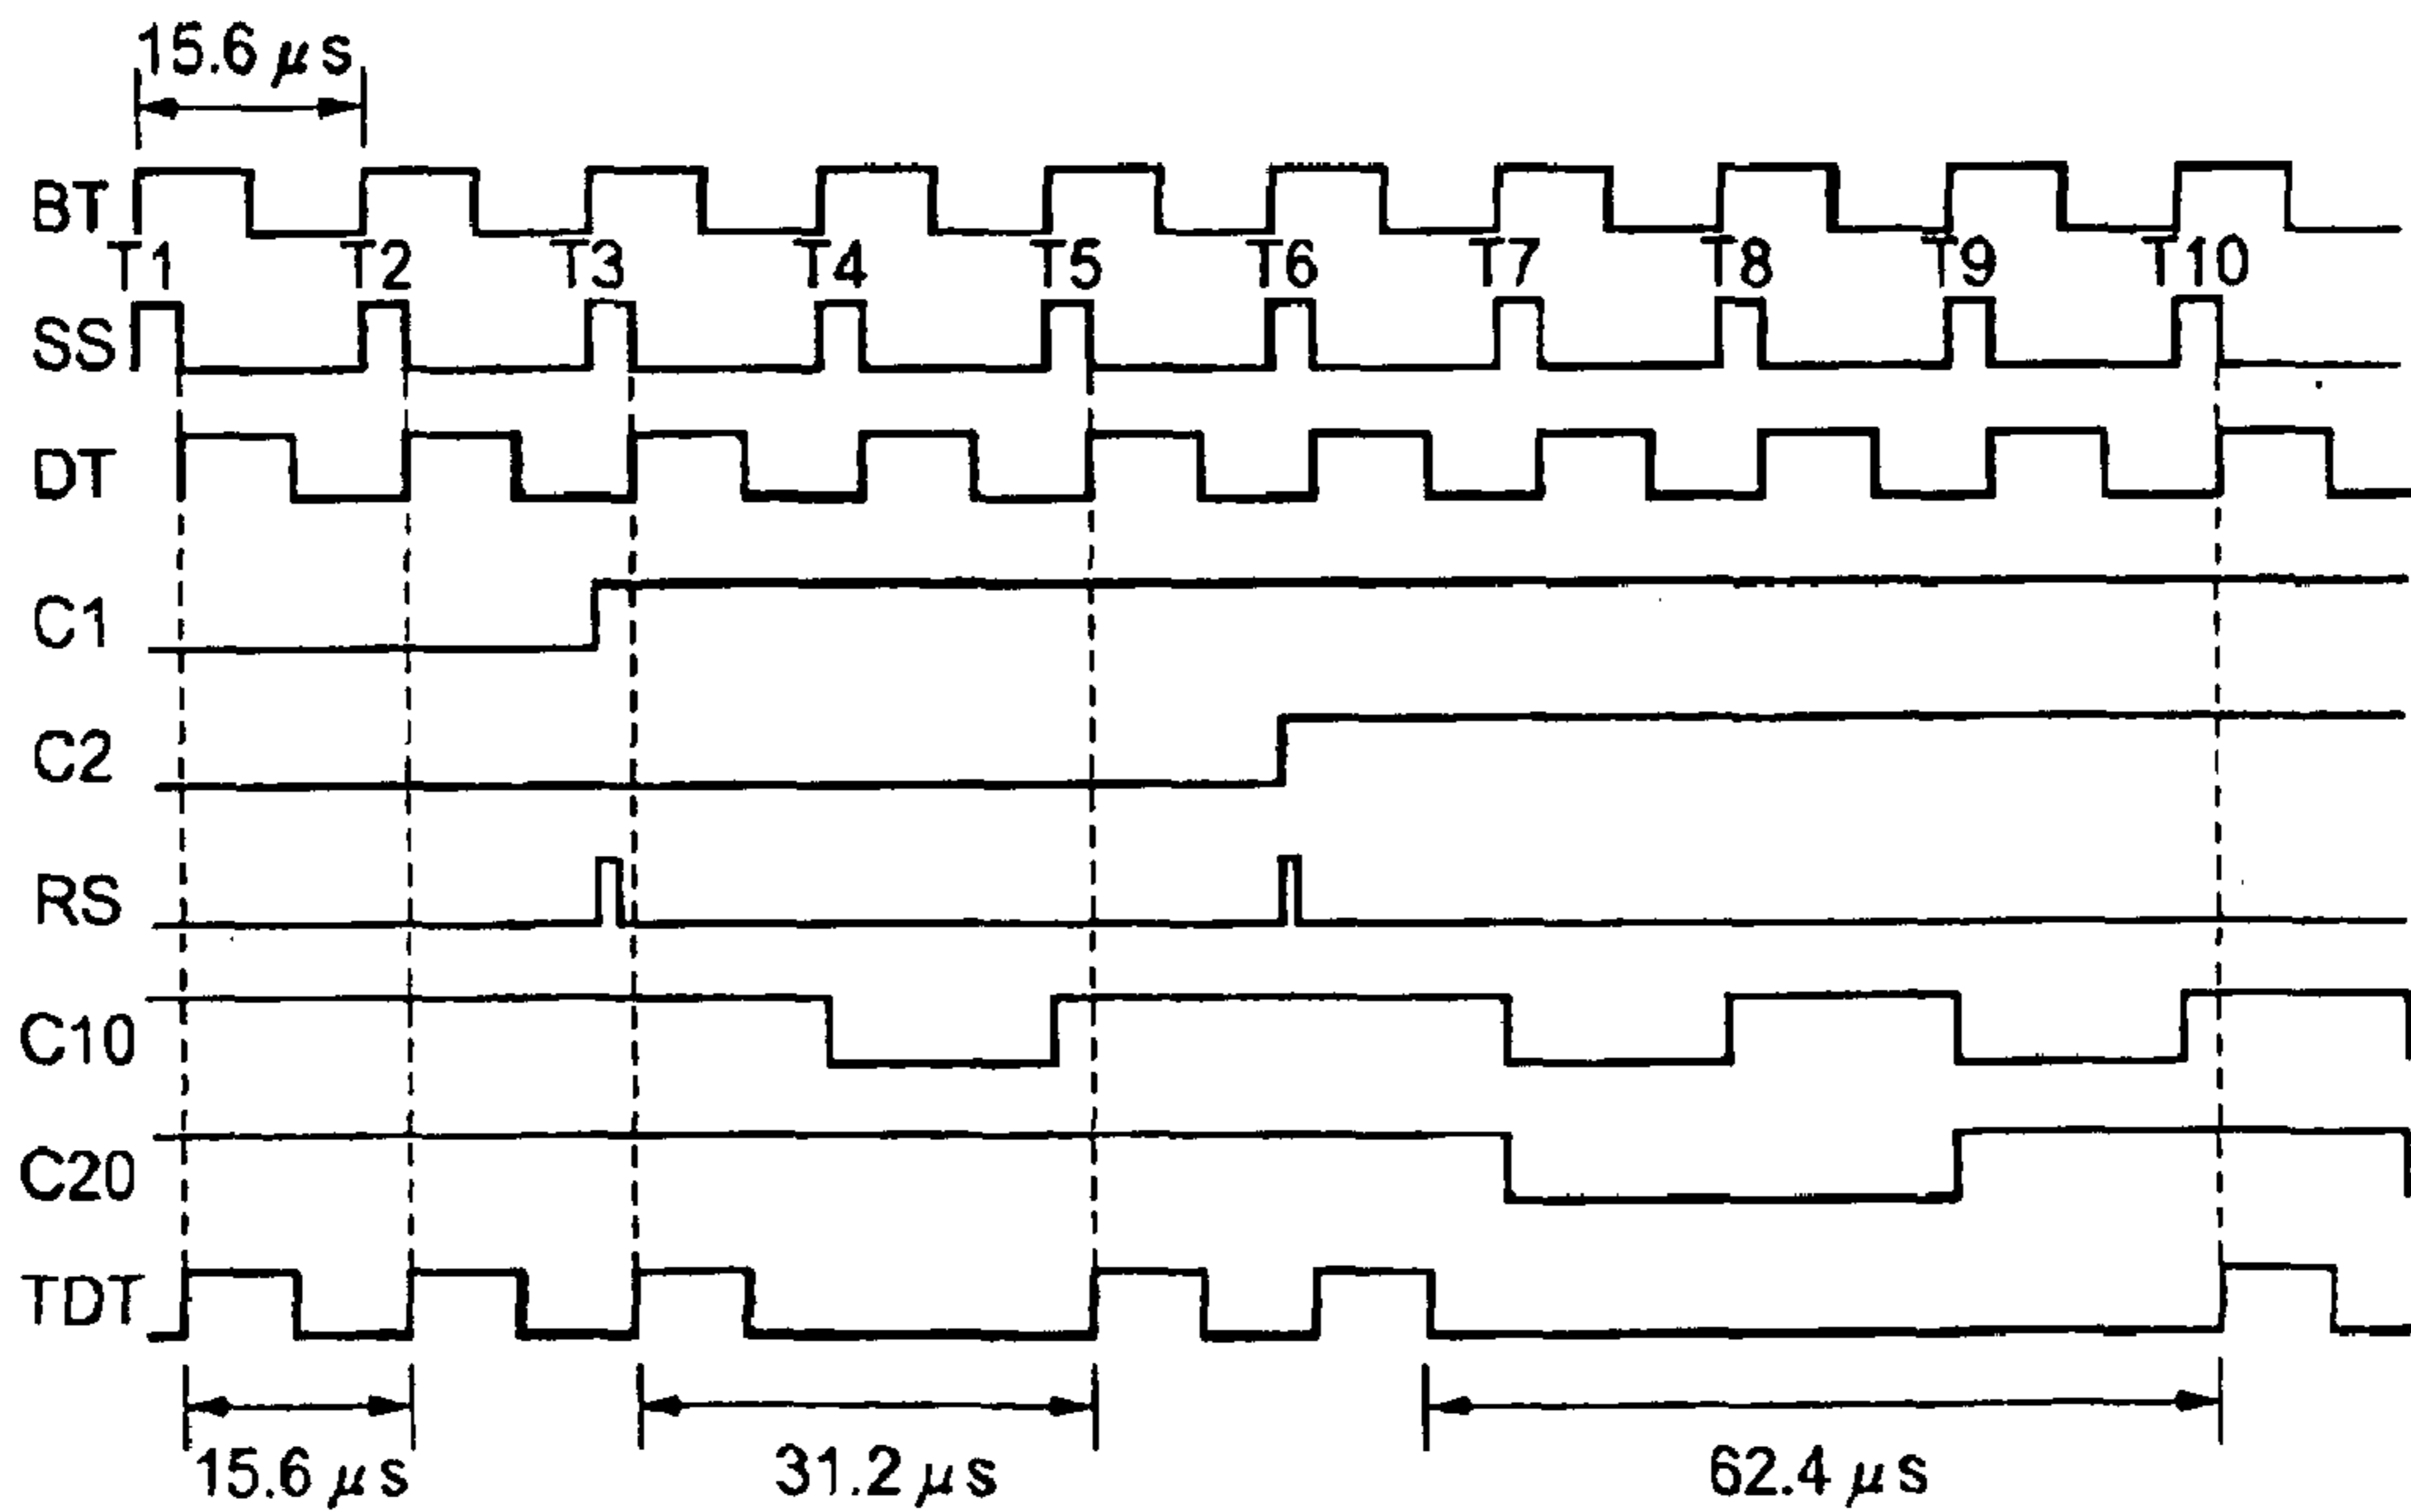 15.6 μs
BT
T1 T2 T3 T4 T5 T6 T7 T8 T9 T10
SS
DT
C1
C2
RS
C10
C20
TDT
15.6 μs 31.2 μs 62.4 μs